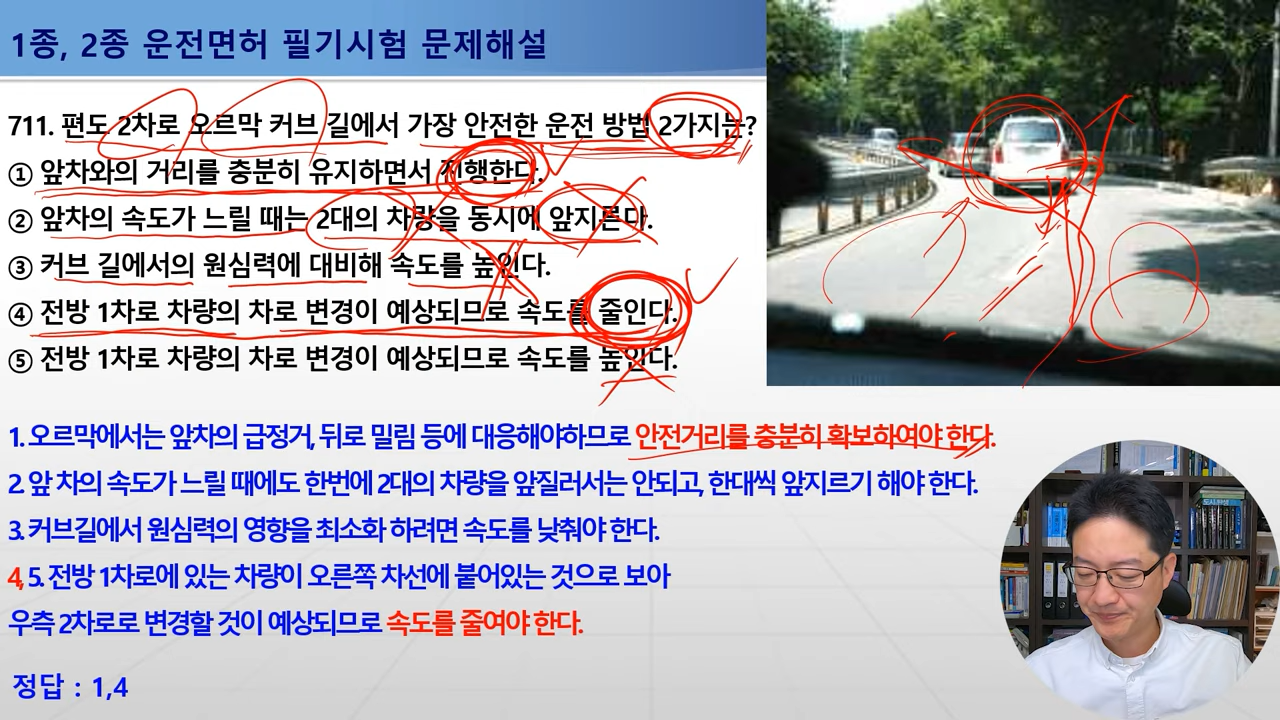 1종, 2종 운전면허 필기시험 문제해설
711. 편도 2차로 오르막 커브 길에서 가장 안전한 운전 방법 2가지는?
① 앞차와의 거리를 충분히 유지하면서 진행한다.
② 앞차의 속도가 느릴 때는 2대의 차량을 동시에 앞지른다.
③ 커브 길에서의 원심력에 대비해 속도를 높인다.
④ 전방 1차로 차량의 차로 변경이 예상되므로 속도를 줄인다.
⑤ 전방 1차로 차량의 차로 변경이 예상되므로 속도를 높인다.
1. 오르막에서는 앞차의 급정거, 뒤로 밀림 등에 대응해야하므로 안전거리를 충분히 확보하여야 한다.
2. 앞 차의 속도가 느릴 때에도 한번에 2대의 차량을 앞질러서는 안되고, 한대씩 앞지르기 해야 한다.
3. 커브길에서 원심력의 영향을 최소화 하려면 속도를 낮춰야 한다.
4, 5. 전방 1차로에 있는 차량이 오른쪽 차선에 붙어있는 것으로 보아
우측 2차로로 변경할 것이 예상되므로 속도를 줄여야 한다.
정답 : 1,4